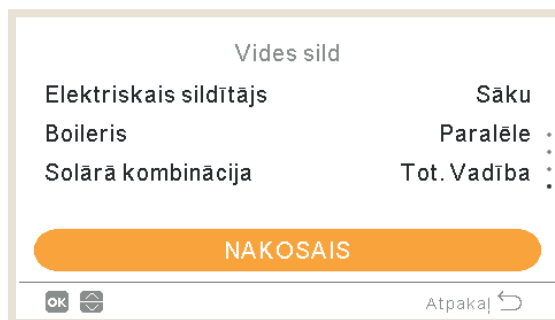 Vides sild
Elektriskais sildītājs Sāku
Boileris Paralēle
Solārā kombinācija Tot. Vadība
NAKOSAIS
OK Atpakaļ